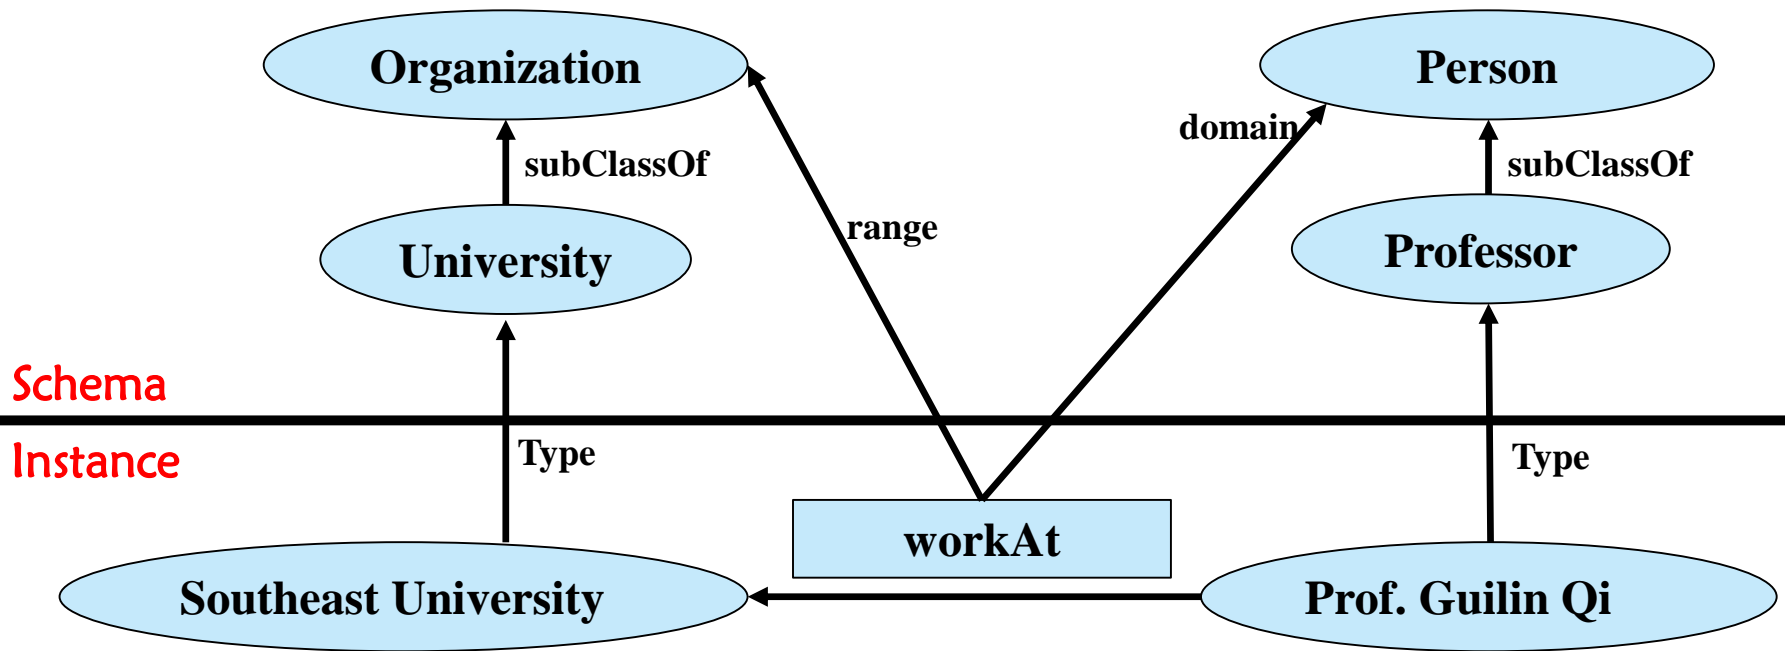 Organization
Person
domain
subClassOf
subClassOf
range
University
Professor
Schema
Instance
Type
Type
workAt
Southeast University
Prof. Guilin Qi